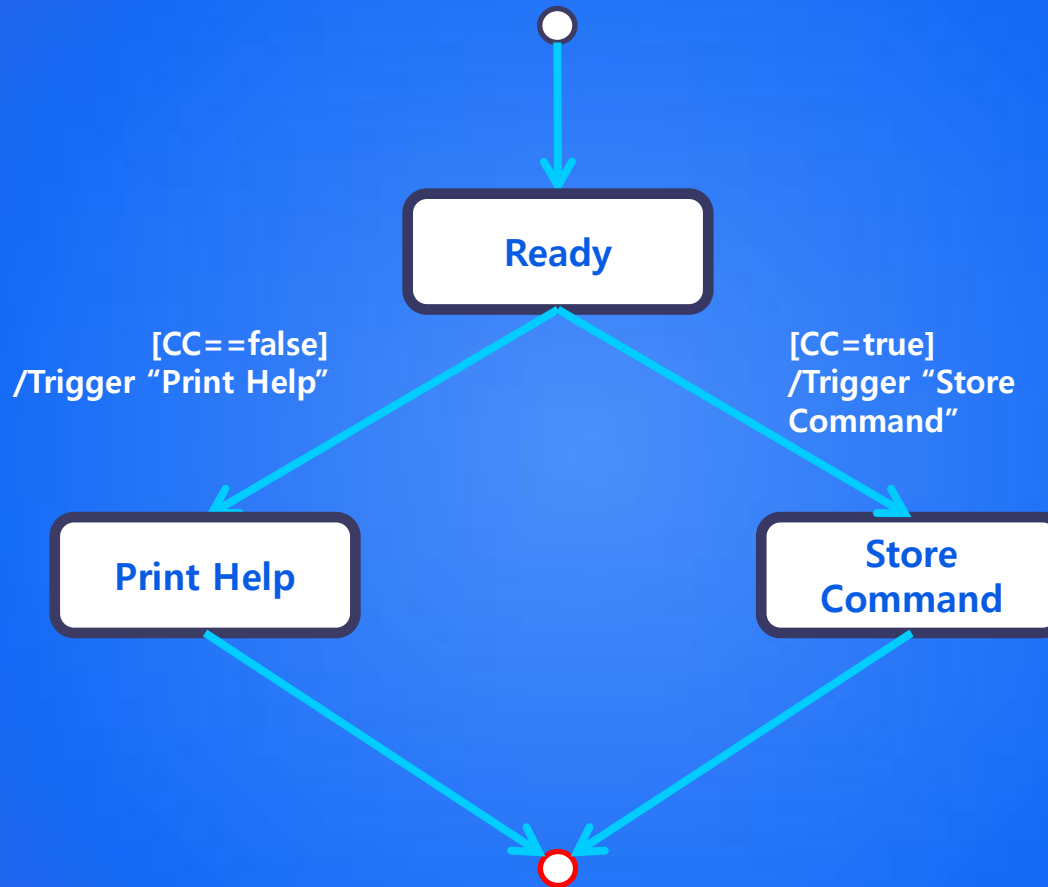 Ready
[CC==false]
/Trigger “Print Help”
[CC=true]
/Trigger “Store
Command”
Print Help
Store
Command